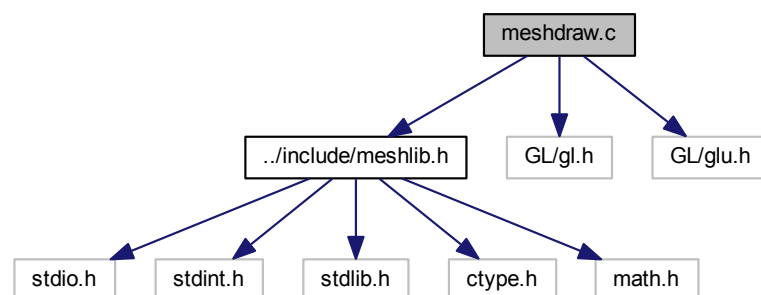 meshdraw.c
../include/meshlib.h
GL/gl.h
GL/glu.h
stdio.h
stdint.h
stdlib.h
ctype.h
math.h